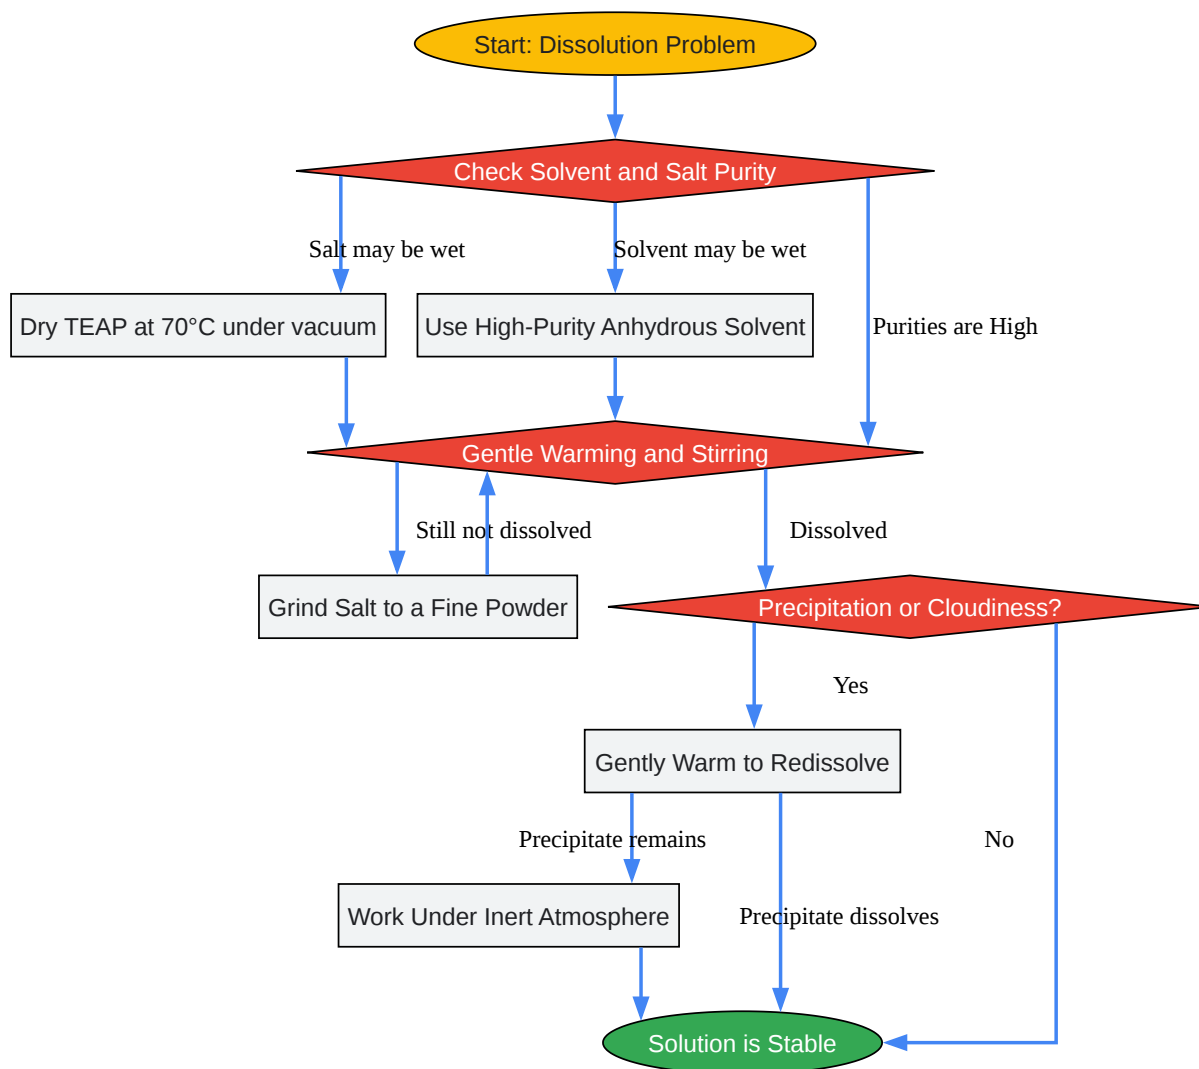 Start: Dissolution Problem
Check Solvent and Salt Purity
Salt may be wet
Solvent may be wet
Dry TEAP at 70°C under vacuum
Use High-Purity Anhydrous Solvent
Purities are High
Gentle Warming and Stirring
Still not dissolved
Dissolved
Grind Salt to a Fine Powder
Precipitation or Cloudiness?
Yes
Gently Warm to Redissolve
Precipitate remains
No
Work Under Inert Atmosphere
Precipitate dissolves
Solution is Stable